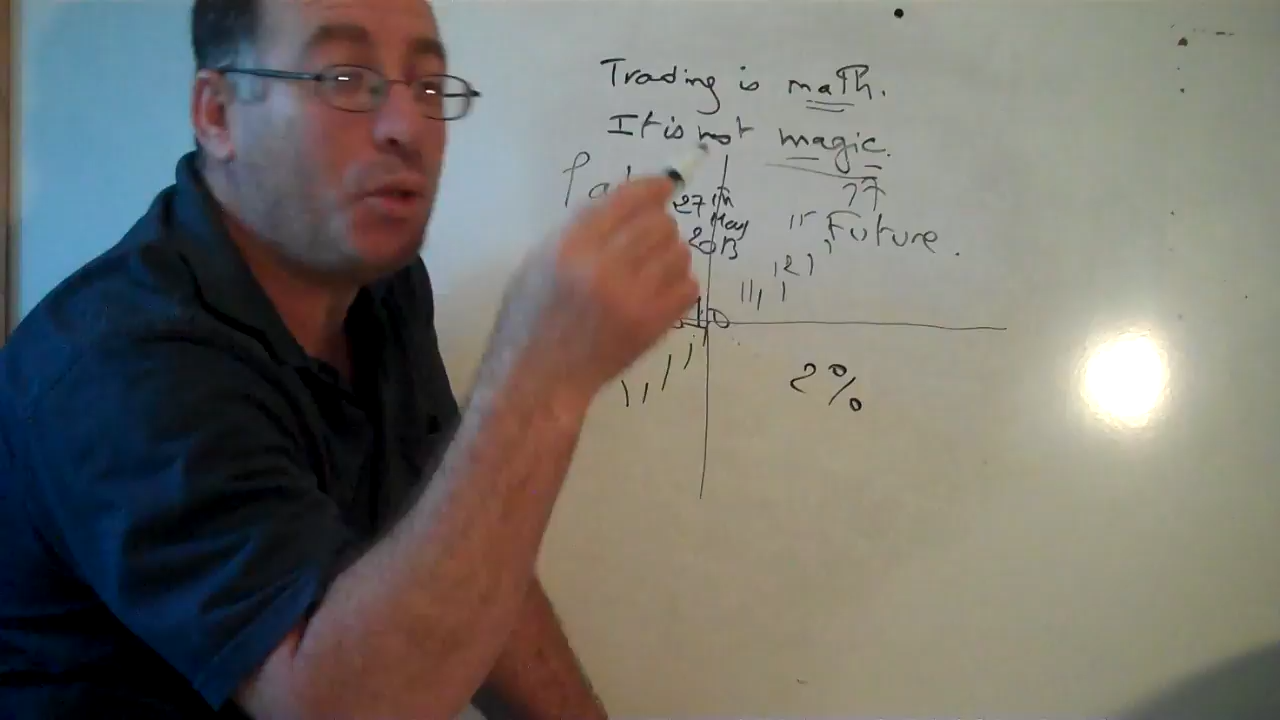 Trading is math.
It is not magic.
27th
May
2013
??
Future.
2%